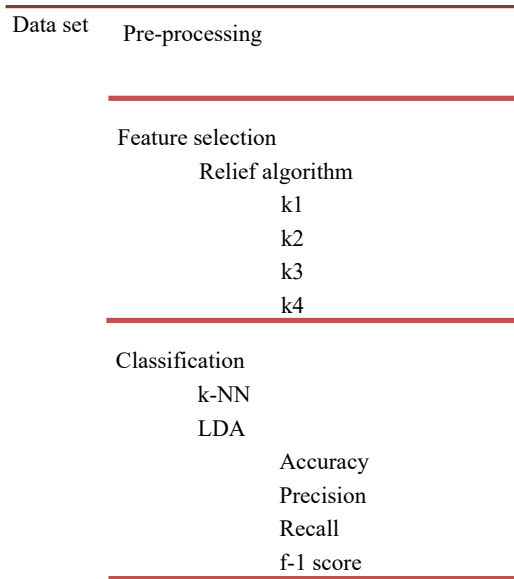 Data set
Pre-processing
Feature selection
Relief algorithm
k1
k2
k3
k4
Classification
k-NN
LDA
Accuracy
Precision
Recall
f-1 score